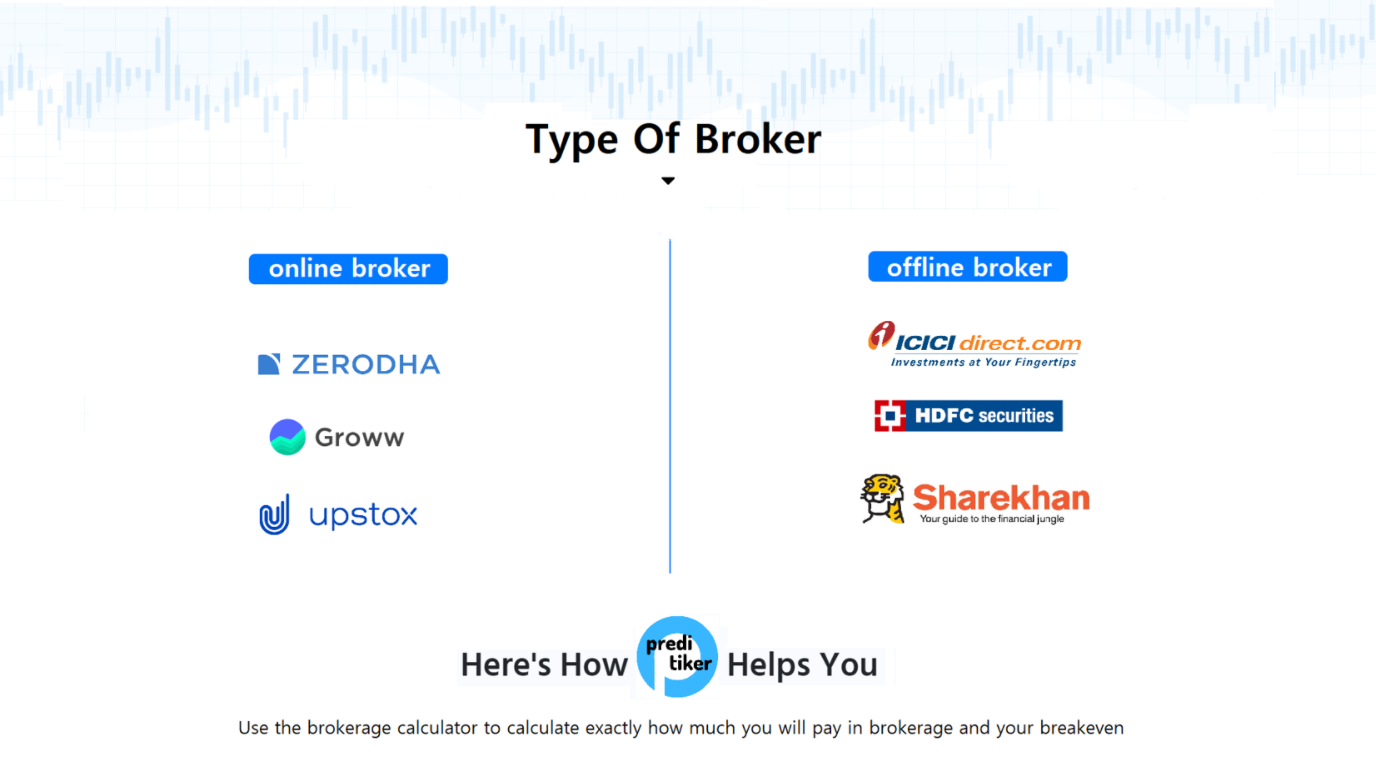 Type Of Broker
online broker
ZERODHA
Groww
upstox
offline broker
i ICICI direct.com
Investments at Your Fingertips
HDFC securities
Sharekhan
Your guide to the financial jungle
Here's How predi tiker Helps You
Use the brokerage calculator to calculate exactly how much you will pay in brokerage and your breakeven